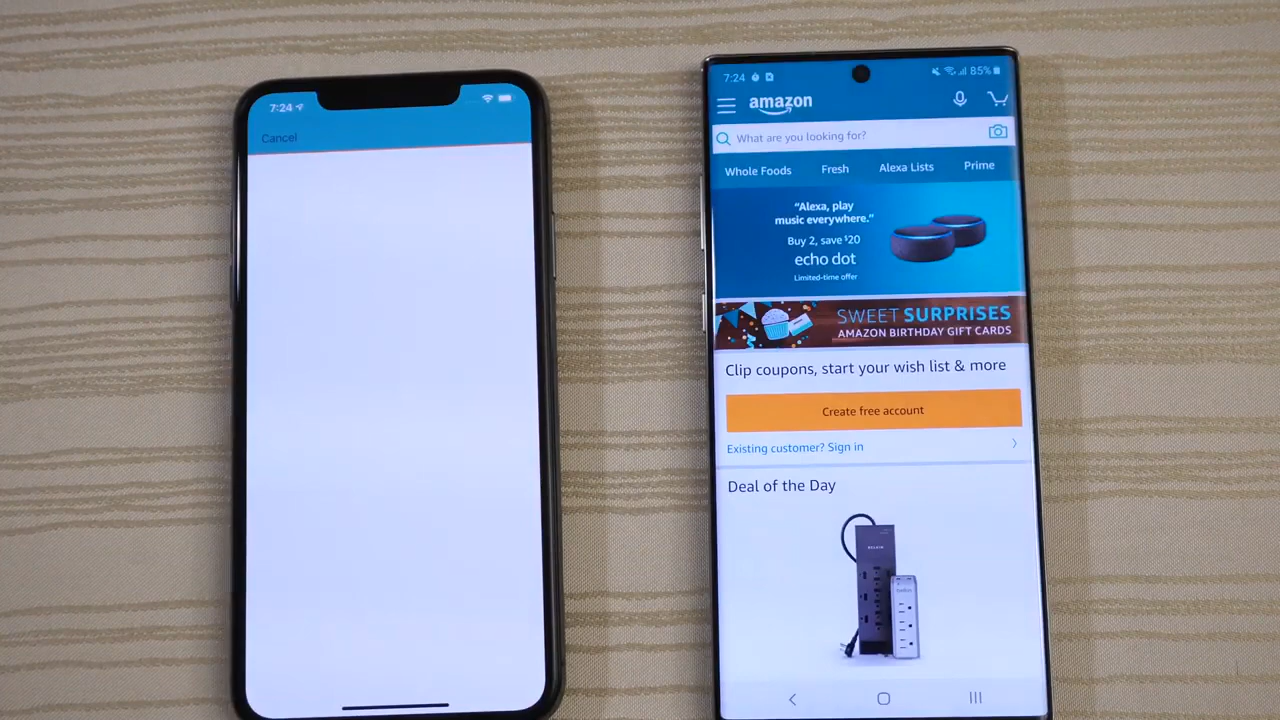 7:24
Cancel
7:24
85%
amazon
What are you looking for?
Whole Foods
Fresh
Alexa Lists
Prime
“Alexa, play
music everywhere.”
Buy 2, save $20
echo dot
Limited-time offer
SWEET SURPRISES
AMAZON BIRTHDAY GIFT CARDS
Clip coupons, start your wish list & more
Create free account
Existing customer? Sign in
Deal of the Day
BELKIN